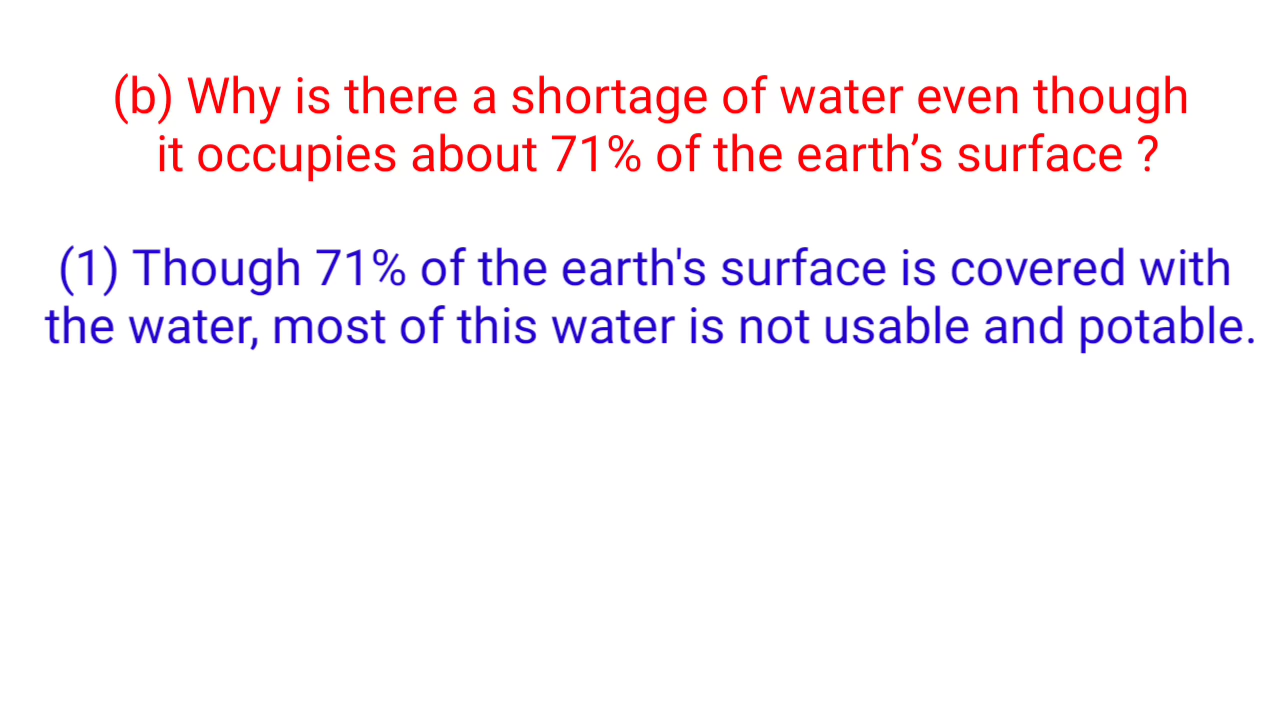 (b) Why is there a shortage of water even though
it occupies about 71% of the earth’s surface ?
(1) Though 71% of the earth's surface is covered with
the water, most of this water is not usable and potable.